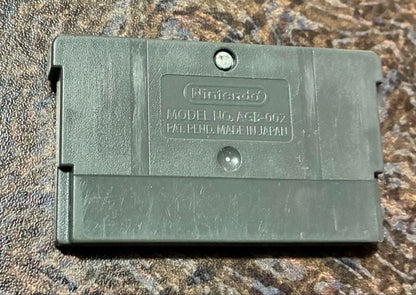 Nintendo
MODEL NO. AGB-002
PAT. PEND. MADE IN JAPAN